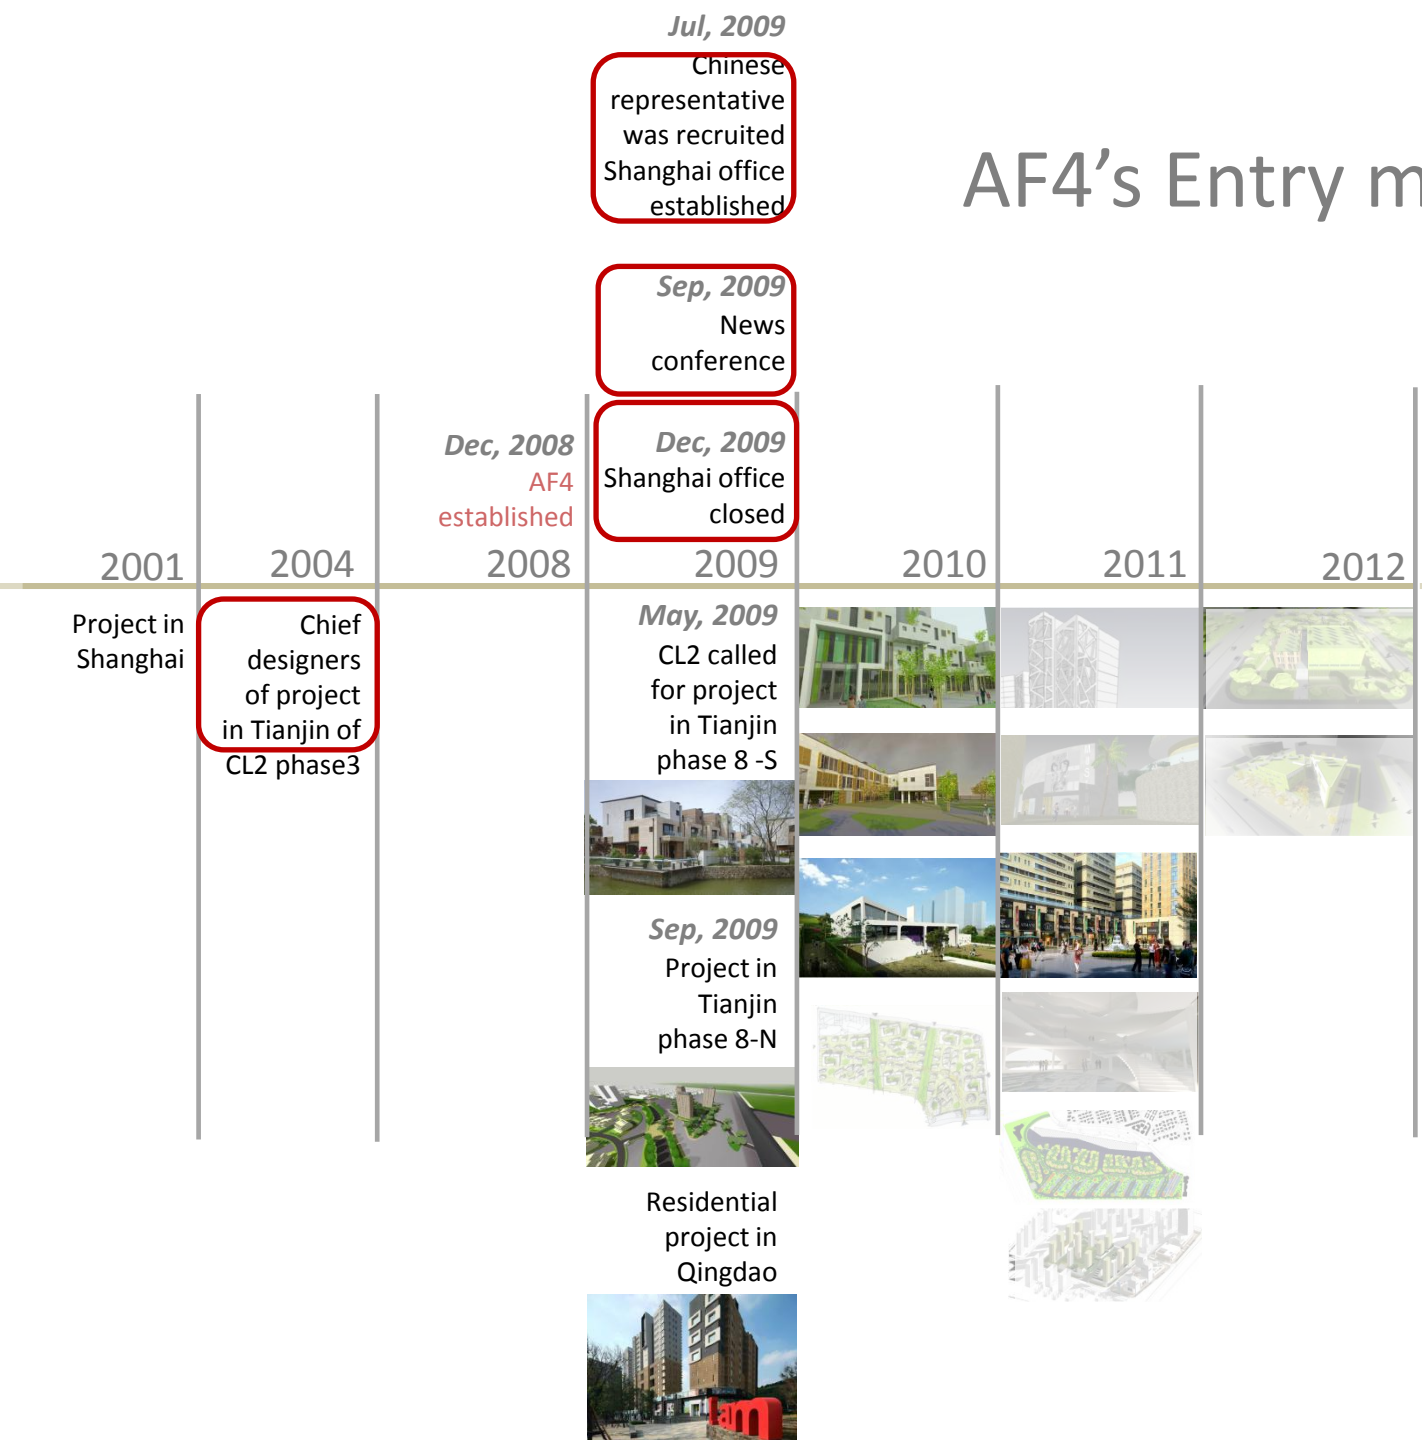 Jul, 2009
Chinese
representative
was recruited
Shanghai office
established
AF4's Entry m
Sep, 2009
News
conference
Dec, 2008
AF4
established
Dec, 2009
Shanghai office
closed
2001
2004
2008
2009
2010
2011
2012
Project in
Shanghai
Chief
designers
of project
in Tianjin of
CL2 phase3
May, 2009
CL2 called
for project
in Tianjin
phase 8 -S
Sep, 2009
Project in
Tianjin
phase 8-N
Residential
project in
Qingdao
I am